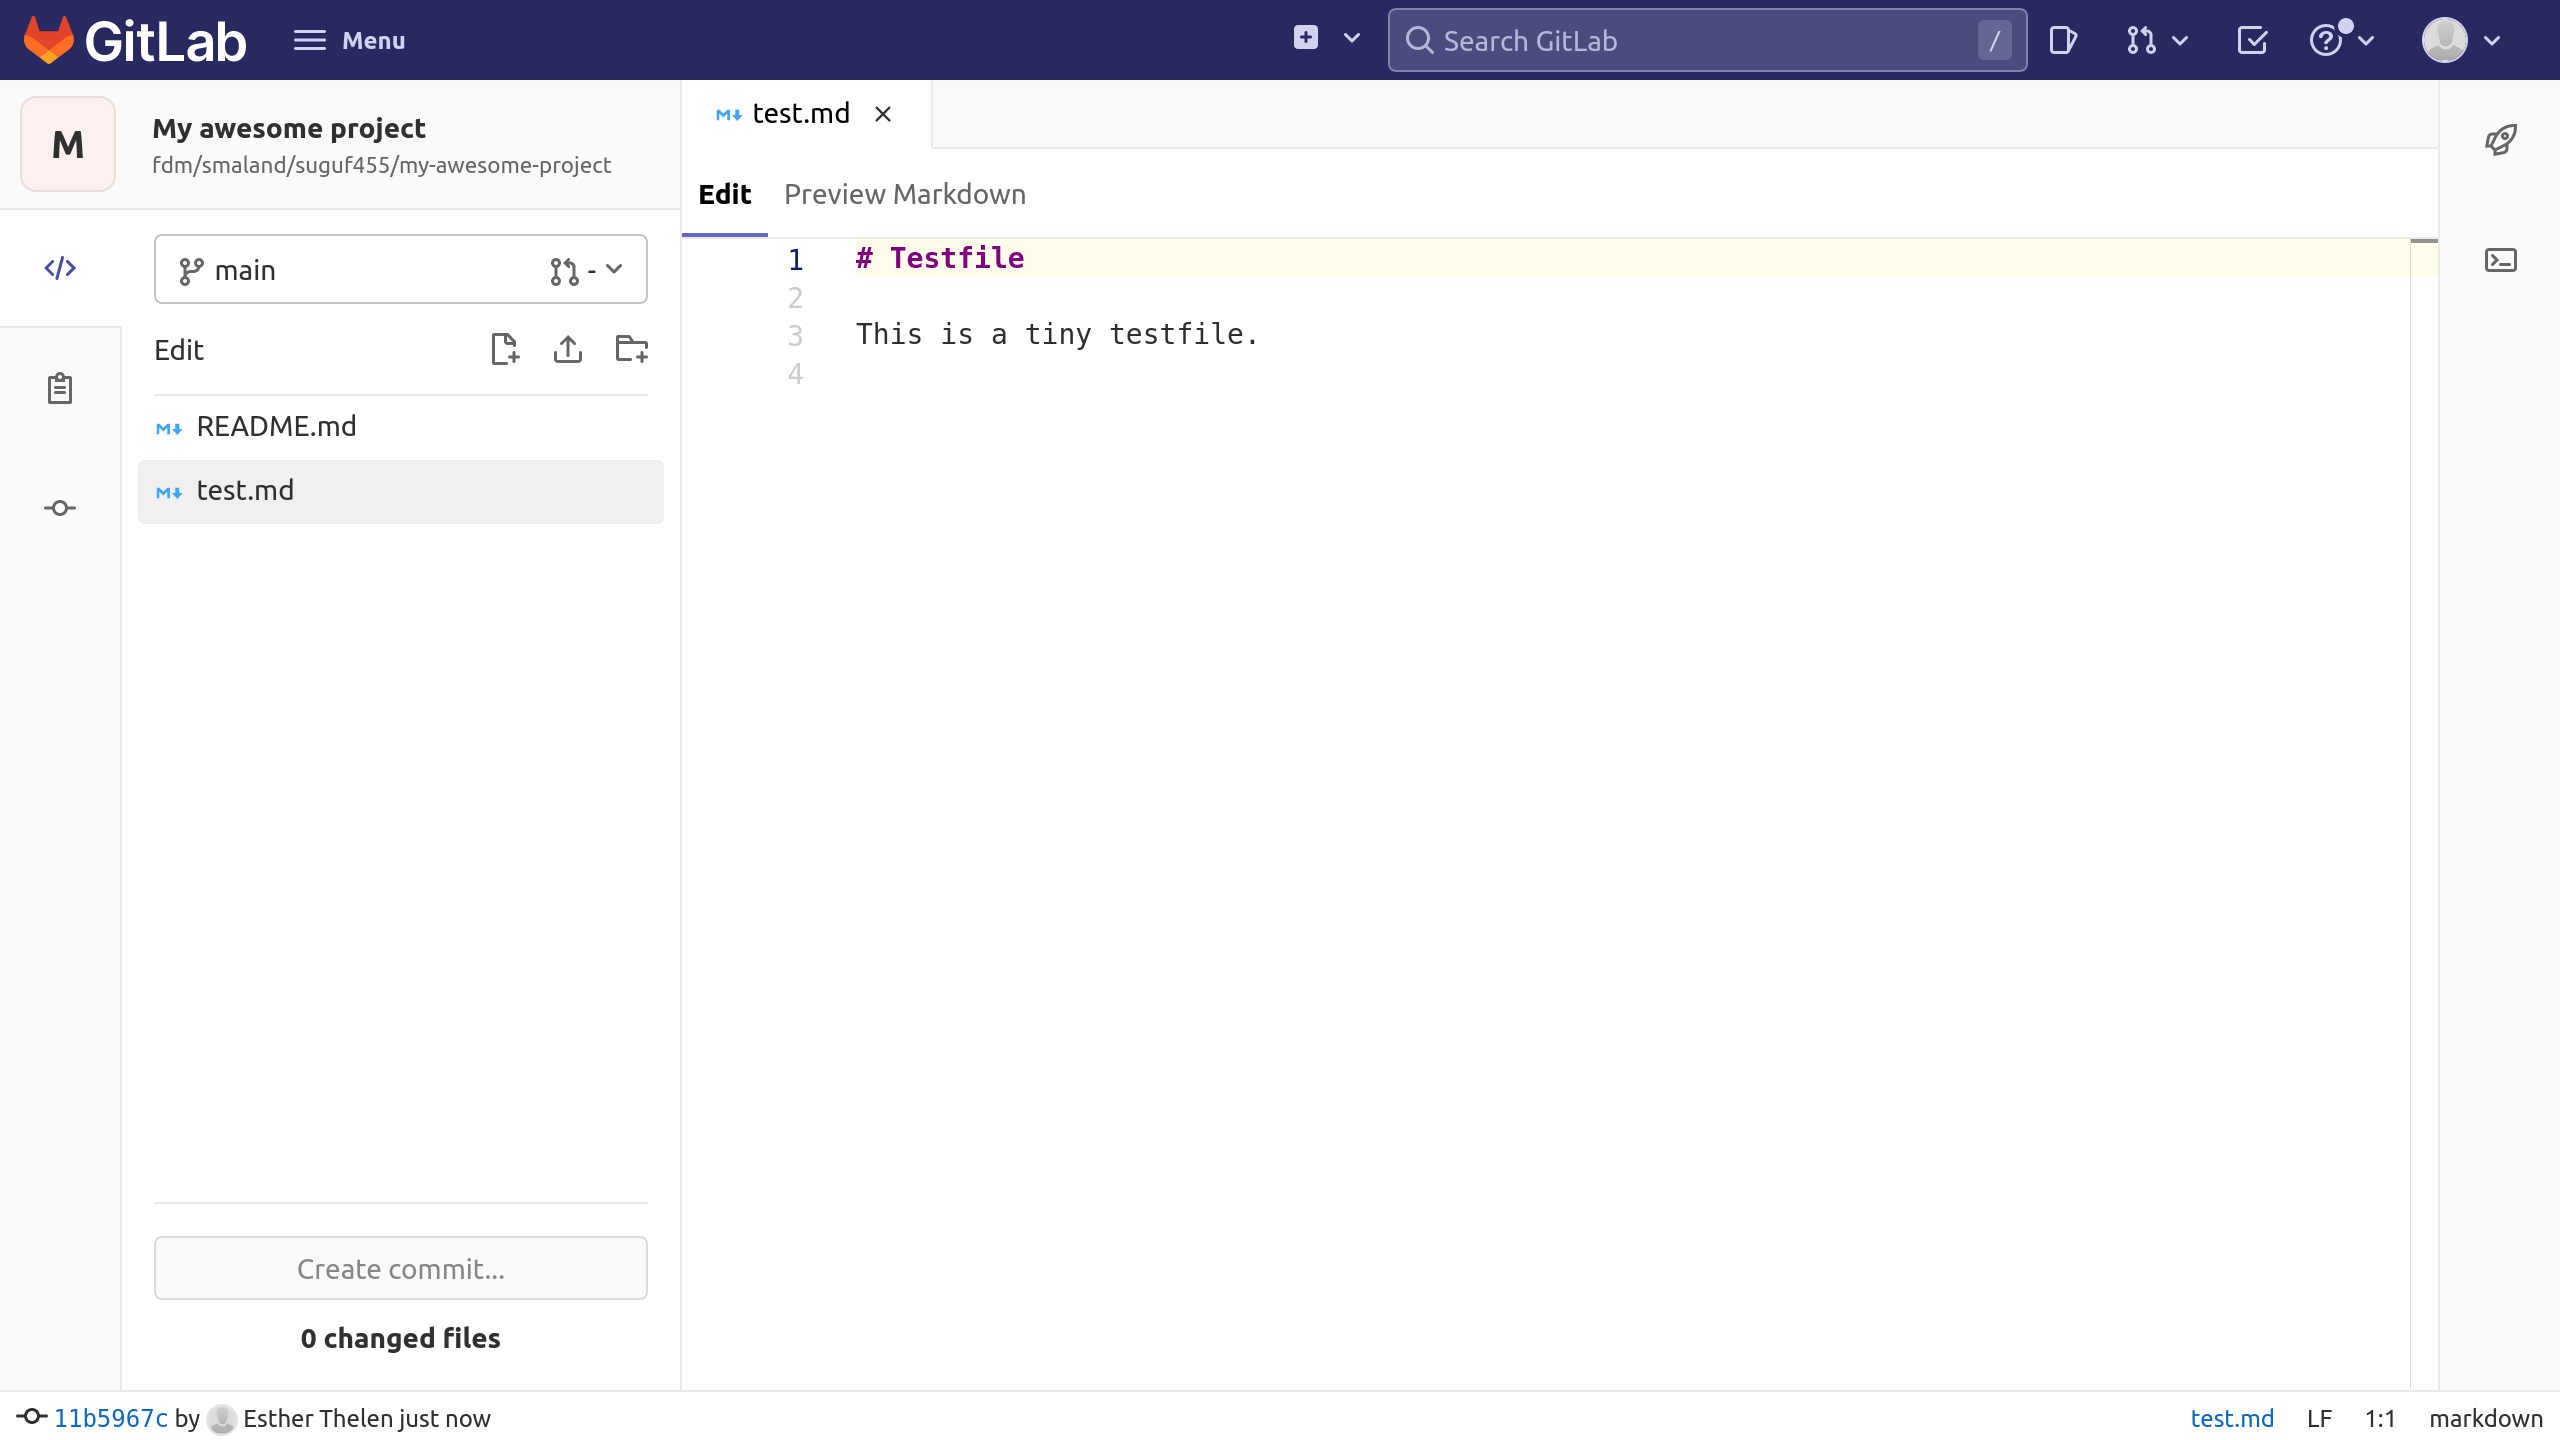 GitLab Menu Search GitLab /
M My awesome project
fdm/smaland/suguf455/my-awesome-project
main -
Edit
README.md
test.md
Create commit...
0 changed files
test.md
Edit Preview Markdown
1 # Testfile
2
3 This is a tiny testfile.
4
11b5967c by Esther Thelen just now test.md LF 1:1 markdown